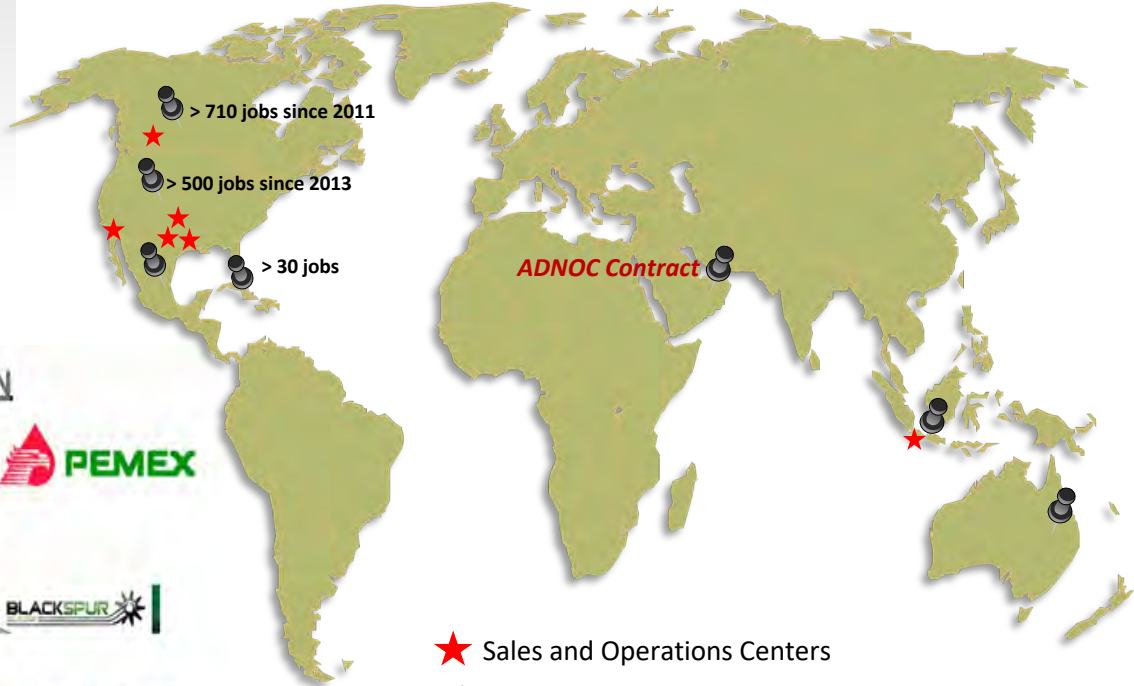 > 710 jobs since 2011
> 500 jobs since 2013
> 30 jobs
ADNOC Contract
PEMEX
BLACKSPUR
Sales and Operations Centers